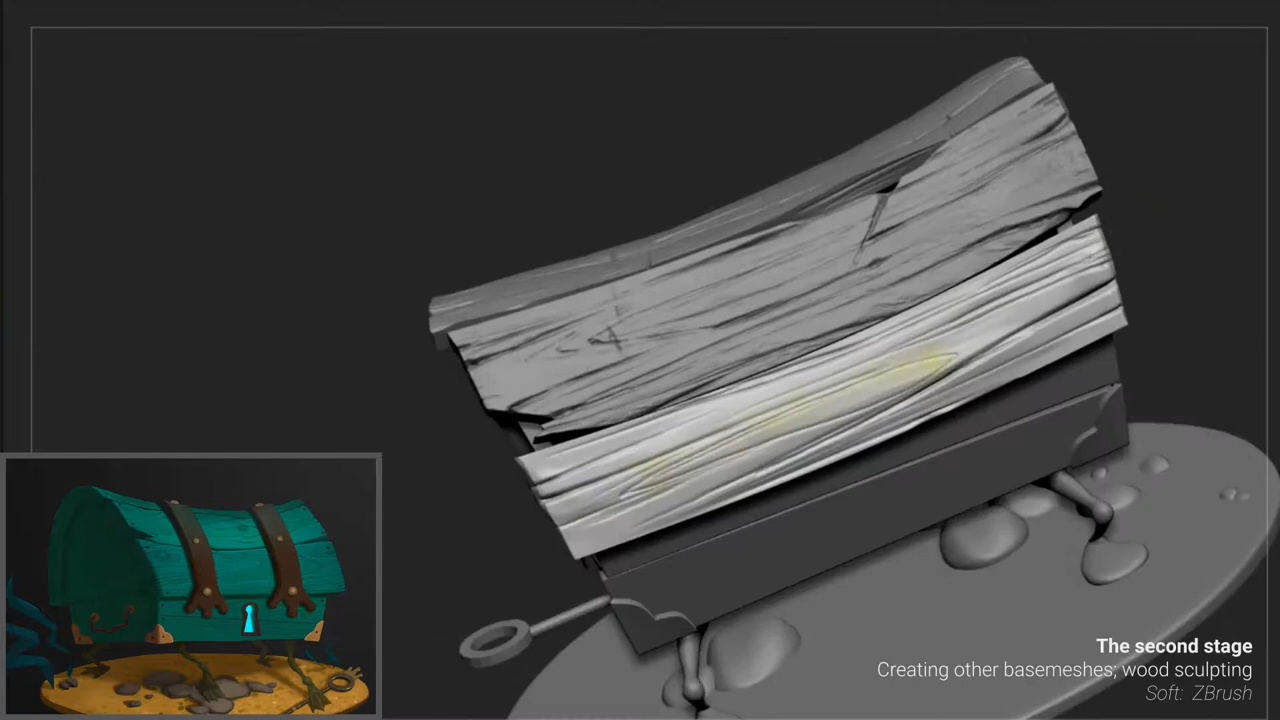 The second stage
Creating other basemeshes; wood sculpting
Soft: ZBrush